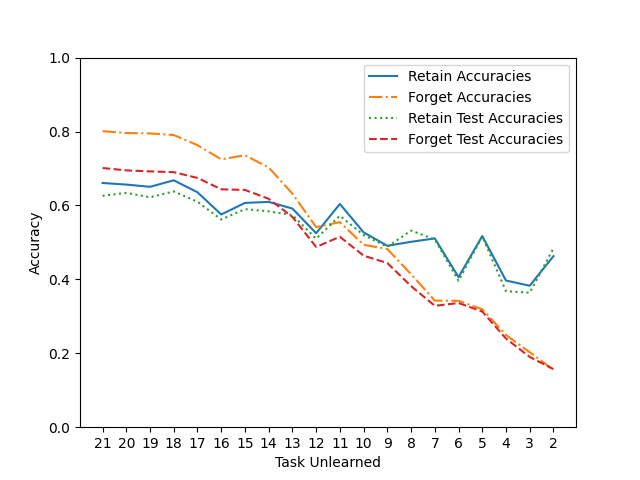 1.0
0.8
0.6
0.4
0.2
0.0
Accuracy
Retain Accuracies
Forget Accuracies
Retain Test Accuracies
Forget Test Accuracies
21 20 19 18 17 16 15 14 13 12 11 10 9 8 7 6 5 4 3 2
Task Unlearned